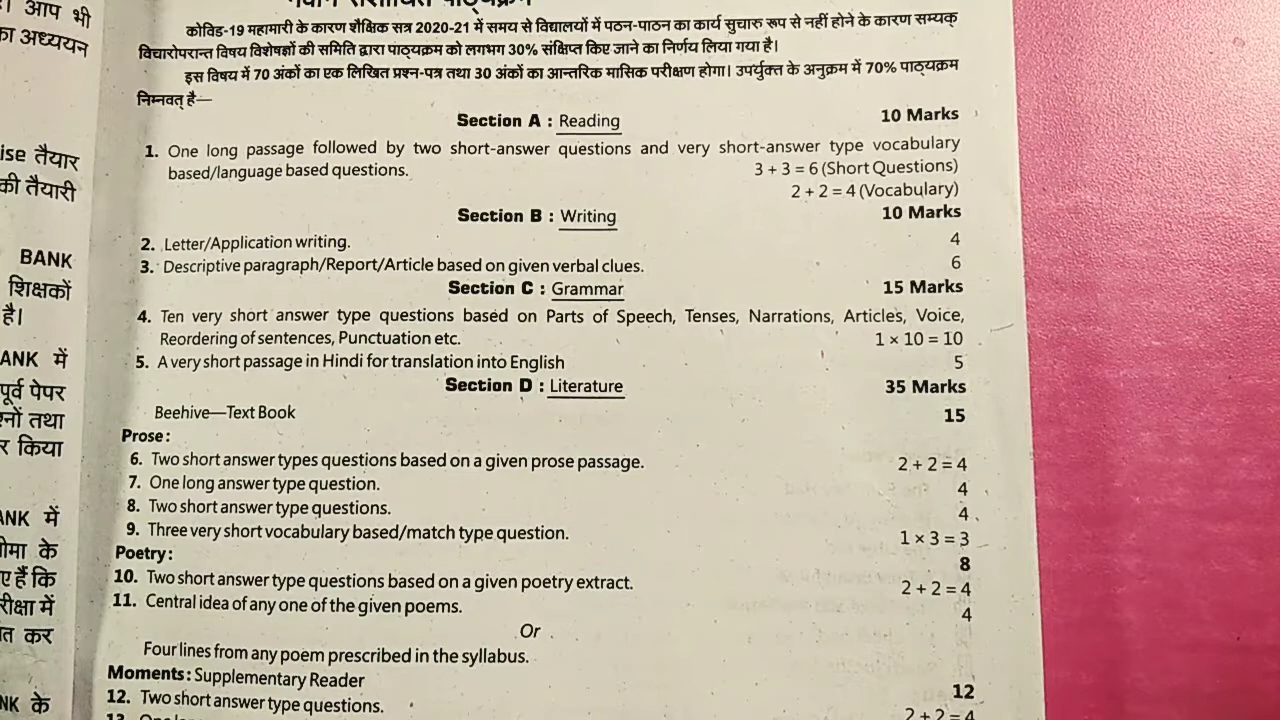 आप भी
का अध्ययन
ise तैयार
की तैयारी
BANK
शिक्षकों
है।
ANK में
पूर्व पेपर
नों तथा
र किया
ANK में
ीमा के
ए हैं कि
रीक्षा में
त कर
NK के
कोविड-19 महामारी के कारण शैक्षिक सत्र 2020-21 में समय से विद्यालयों में पठन-पाठन का कार्य सुचारु रूप से नहीं होने के कारण सम्यक्
विचारोपरान्त विषय विशेषज्ञों की समिति द्वारा पाठ्यक्रम को लगभग 30% संक्षिप्त किए जाने का निर्णय लिया गया है।
इस विषय में 70 अंकों का एक लिखित प्रश्न-पत्र तथा 30 अंकों का आन्तरिक मासिक परीक्षण होगा। उपर्युक्त के अनुक्रम में 70% पाठ्यक्रम
निम्नवत् है—
Section A : Reading 10 Marks
1. One long passage followed by two short-answer questions and very short-answer type vocabulary
based/language based questions. 3 + 3 = 6 (Short Questions)
2 + 2 = 4 (Vocabulary)
Section B : Writing 10 Marks
2. Letter/Application writing. 4
3. Descriptive paragraph/Report/Article based on given verbal clues. 6
Section C : Grammar 15 Marks
4. Ten very short answer type questions based on Parts of Speech, Tenses, Narrations, Articles, Voice,
Reordering of sentences, Punctuation etc. 1 × 10 = 10
5. A very short passage in Hindi for translation into English 5
Section D : Literature 35 Marks
Beehive—Text Book 15
Prose :
6. Two short answer types questions based on a given prose passage. 2 + 2 = 4
7. One long answer type question. 4
8. Two short answer type questions. 4
9. Three very short vocabulary based/match type question. 1 × 3 = 3
Poetry : 8
10. Two short answer type questions based on a given poetry extract. 2 + 2 = 4
11. Central idea of any one of the given poems. 4
Or
Four lines from any poem prescribed in the syllabus.
Moments : Supplementary Reader 12
12. Two short answer type questions. 2 + 2 = 4